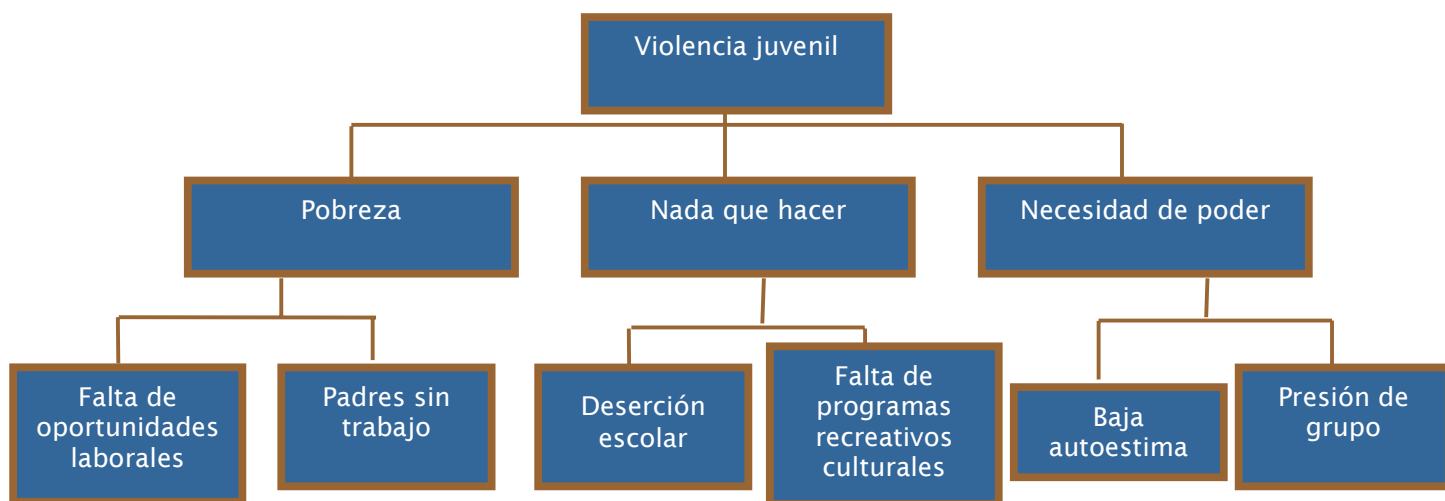 Violencia juvenil
Pobreza
Nada que hacer
Necesidad de poder
Falta de
oportunidades
laborales
Padres sin
trabajo
Deserción
escolar
Falta de
programas
recreativos
culturales
Baja
autoestima
Presión de
grupo